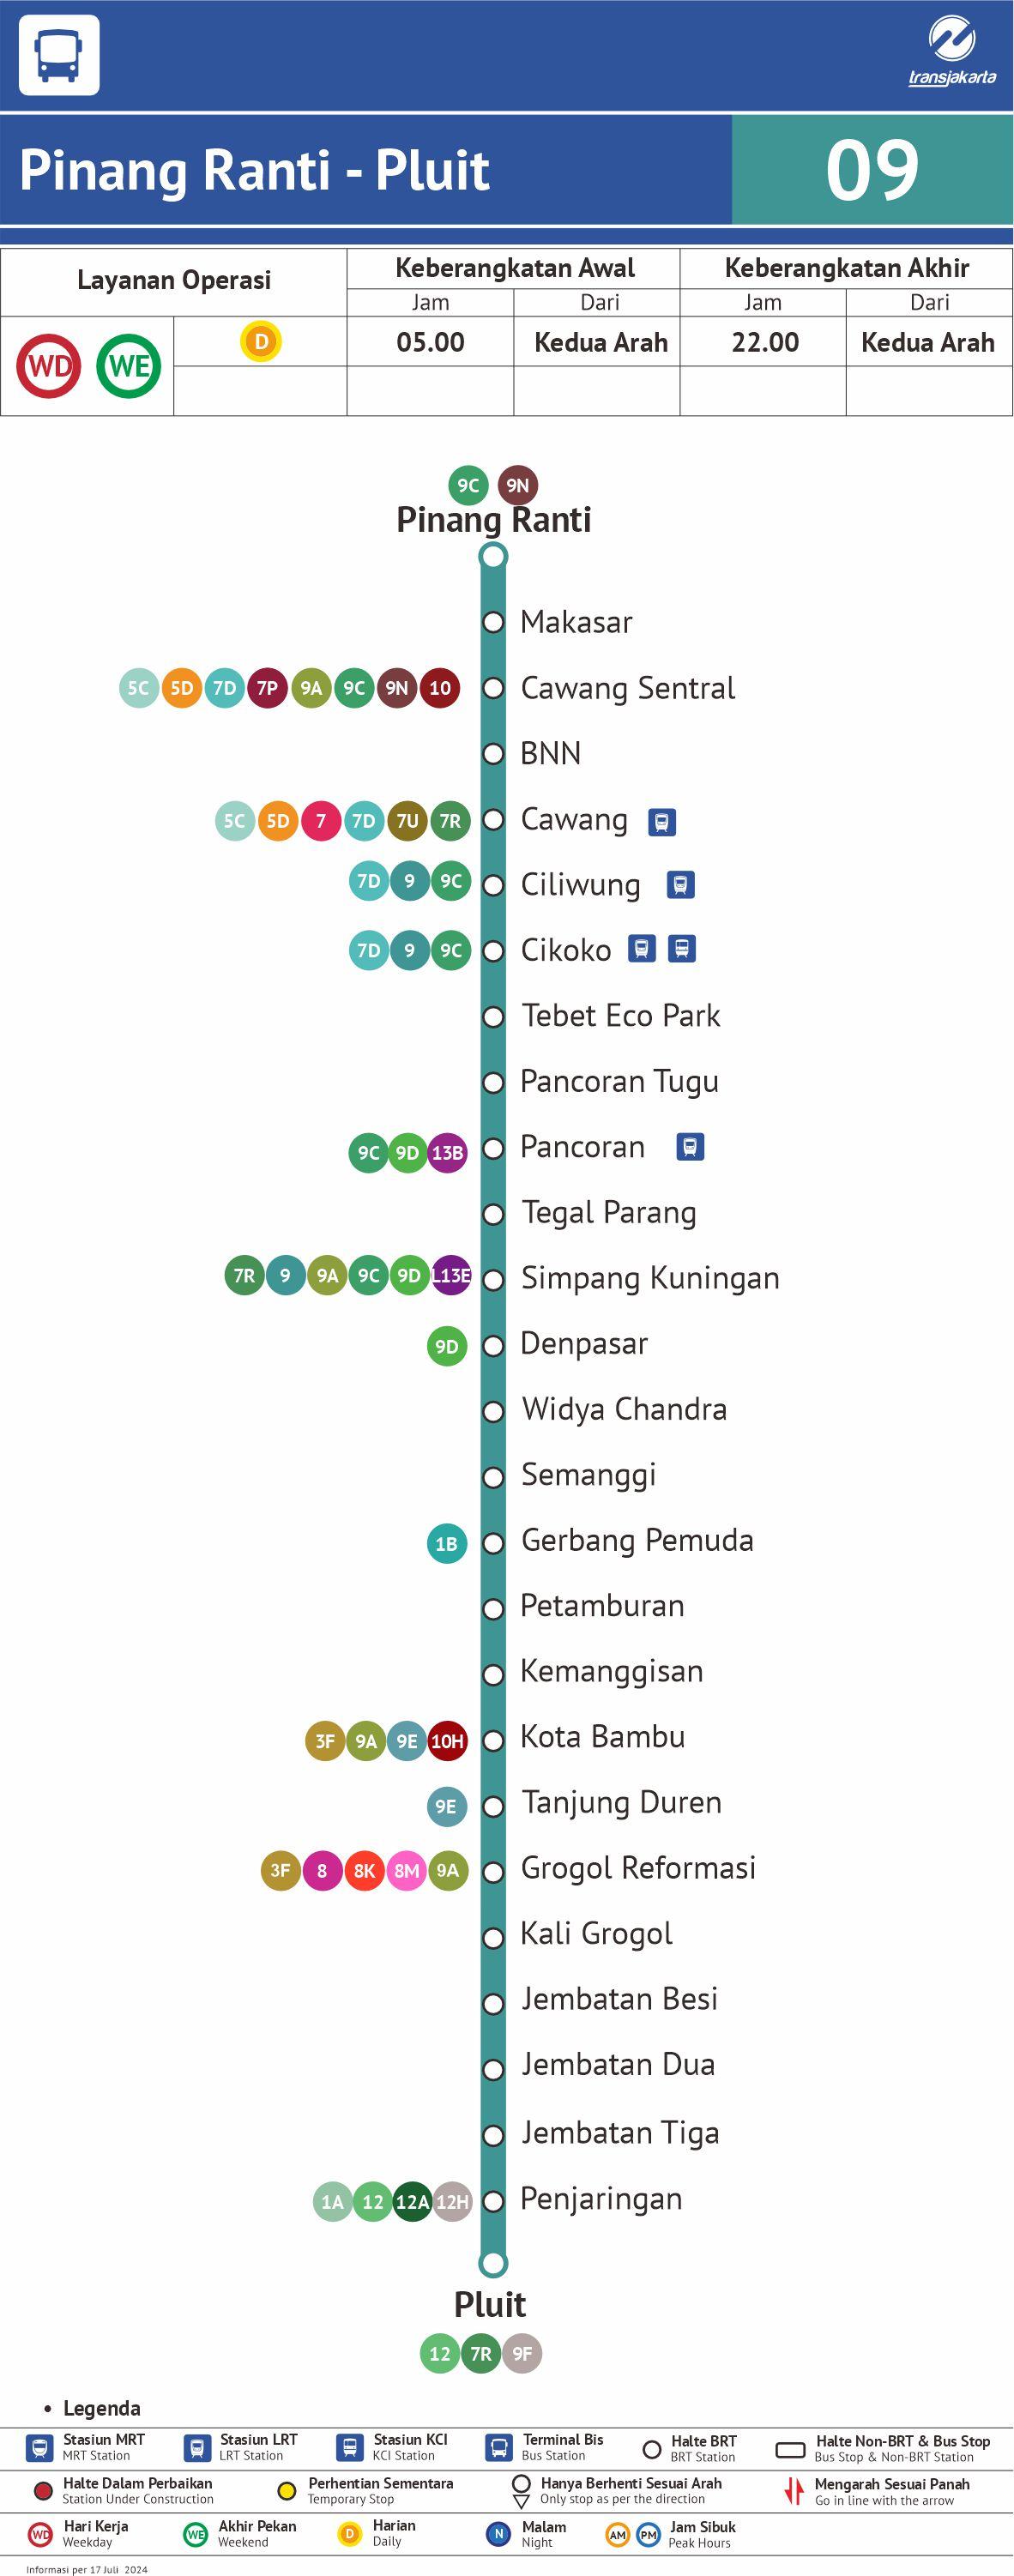 transjakarta
Pinang Ranti - Pluit
09
Layanan Operasi
Keberangkatan Awal
Keberangkatan Akhir
Jam
Dari
Jam
Dari
WD WE D 05.00 Kedua Arah 22.00 Kedua Arah
9C 9N
Pinang Ranti
Makasar
5C 5D 7D 7P 9A 9C 9N 10 Cawang Sentral
BNN
5C 5D 7 7D 7U 7R Cawang
7D 9 9C Ciliwung
7D 9 9C Cikoko
Tebet Eco Park
Pancoran Tugu
9C 9D 13B Pancoran
Tegal Parang
7R 9 9A 9C 9D L13E Simpang Kuningan
9D Denpasar
Widya Chandra
Semanggi
1B Gerbang Pemuda
Petamburan
Kemanggisan
3F 9A 9E 10H Kota Bambu
9E Tanjung Duren
3F 8 8K 8M 9A Grogol Reformasi
Kali Grogol
Jembatan Besi
Jembatan Dua
Jembatan Tiga
1A 12 12A 12H Penjaringan
Pluit
12 7R 9F
• Legenda
Stasiun MRT
MRT Station
Stasiun LRT
LRT Station
Stasiun KCI
KCI Station
Terminal Bis
Bus Station
Halte BRT
BRT Station
Halte Non-BRT & Bus Stop
Bus Stop & Non-BRT Station
Halte Dalam Perbaikan
Station Under Construction
Perhentian Sementara
Temporary Stop
Hanya Berhenti Sesuai Arah
Only stop as per the direction
Mengarah Sesuai Panah
Go in line with the arrow
WD Hari Kerja
Weekday
WE Akhir Pekan
Weekend
D Harian
Daily
N Malam
Night
AM PM Jam Sibuk
Peak Hours
Informasi per 17 Juli 2024